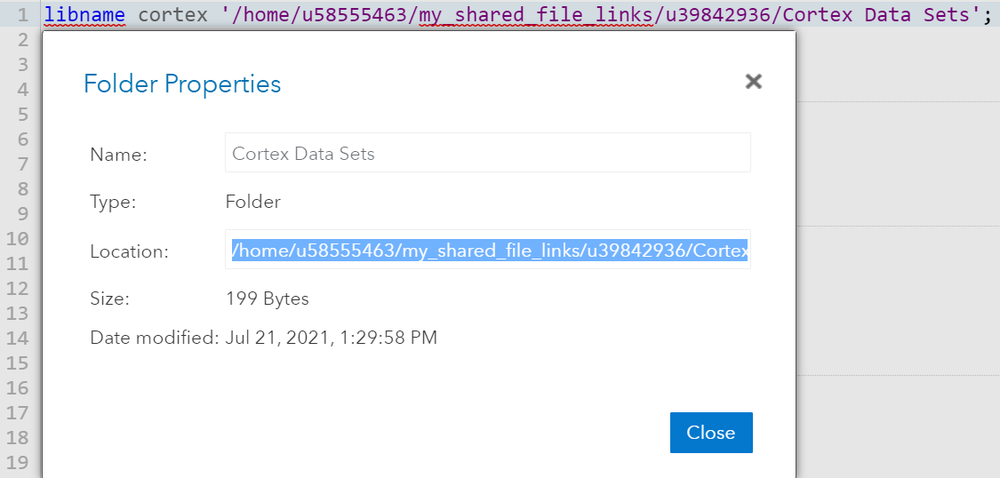 1 libname cortex '/home/u58555463/my_shared_file_links/u39842936/Cortex Data Sets';
2
3
4
5
6
7
8
9
10
11
12
13
14
15
16
17
18
19
Folder Properties
Name: Cortex Data Sets
Type: Folder
Location: /home/u58555463/my_shared_file_links/u39842936/Cortex
Size: 199 Bytes
Date modified: Jul 21, 2021, 1:29:58 PM
Close